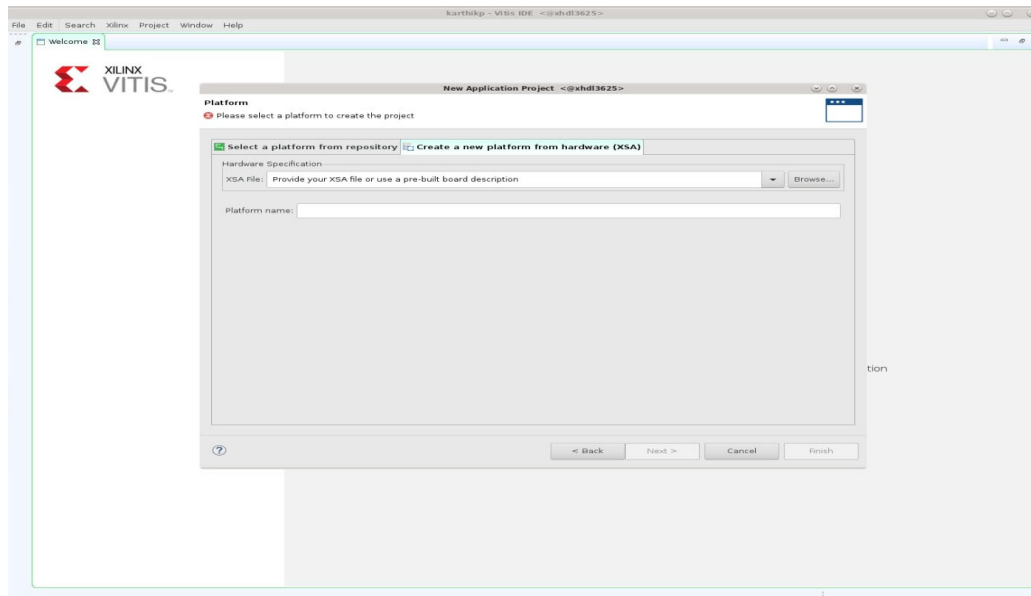 karthikp - Vitis IDE <@xhdl3625>
File Edit Search Xilinx Project Window Help
Welcome
XILINX
VITIS
New Application Project <@xhdl3625>
Platform
Please select a platform to create the project
Select a platform from repository Create a new platform from hardware (XSA)
Hardware Specification
XSA File: Provide your XSA file or use a pre-built board description Browse...
Platform name:
tion
< Back Next > Cancel Finish